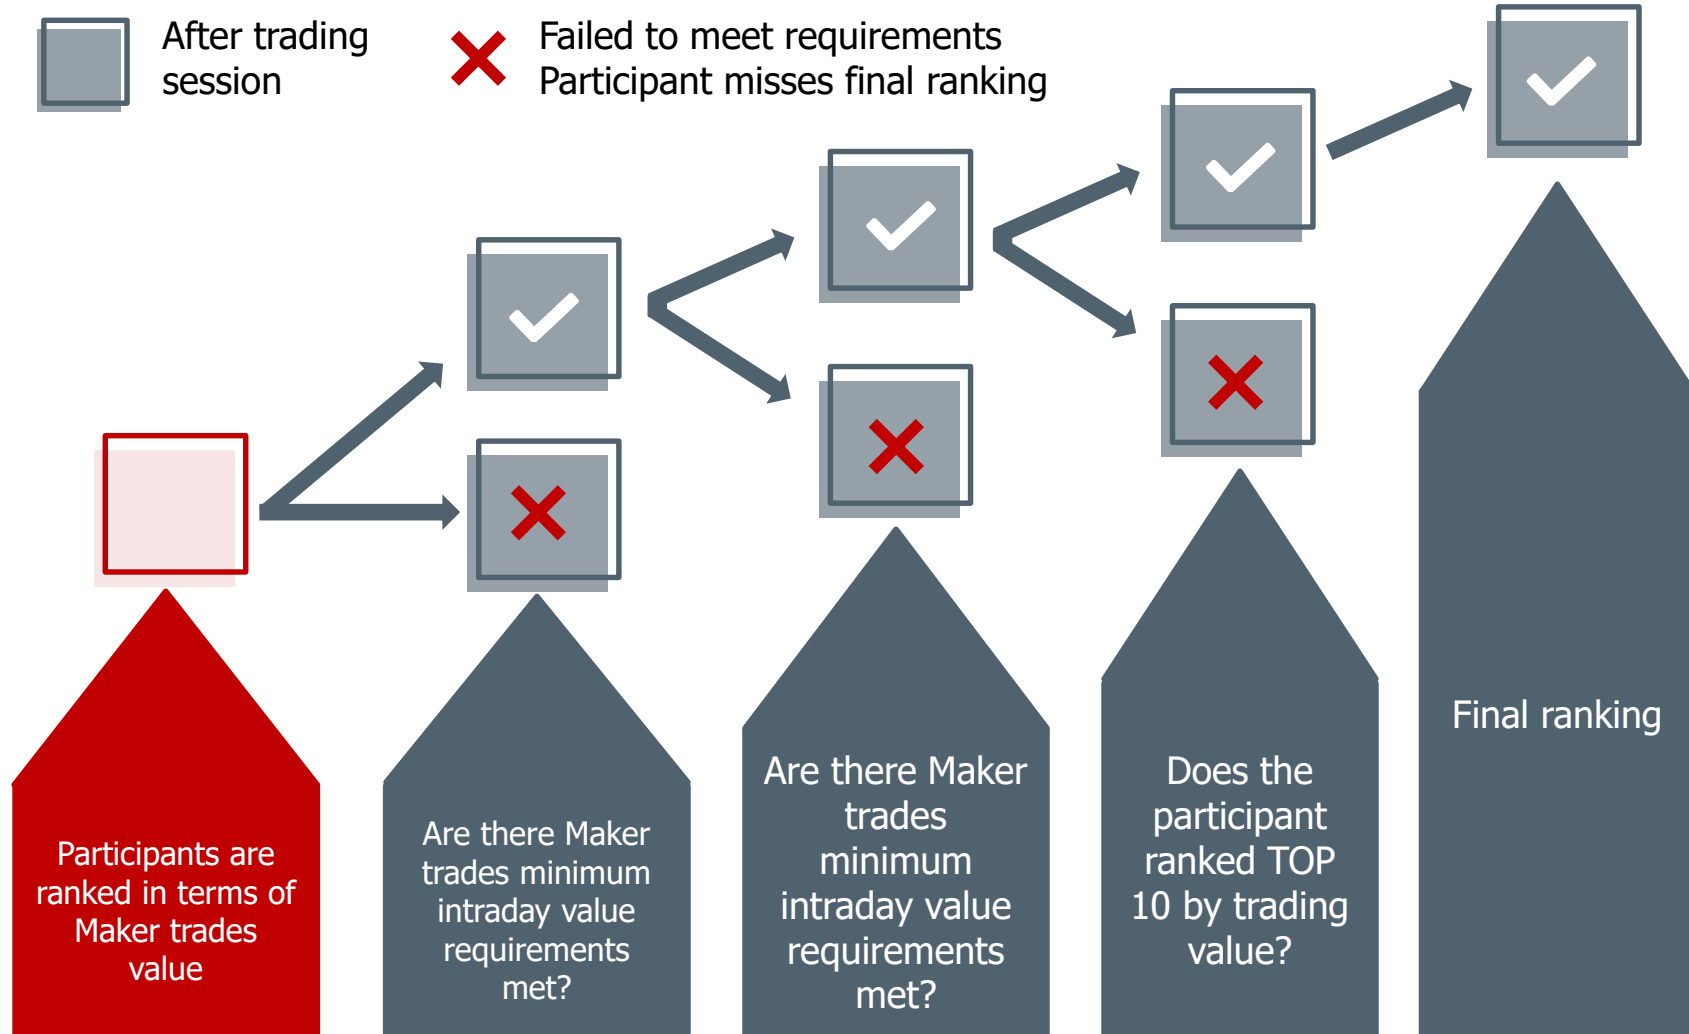 After trading
session
Failed to meet requirements
Participant misses final ranking
Participants are
ranked in terms of
Maker trades
value
Are there Maker
trades minimum
intraday value
requirements
met?
Are there Maker
trades
minimum
intraday value
requirements
met?
Does the
participant
ranked TOP
10 by trading
value?
Final ranking